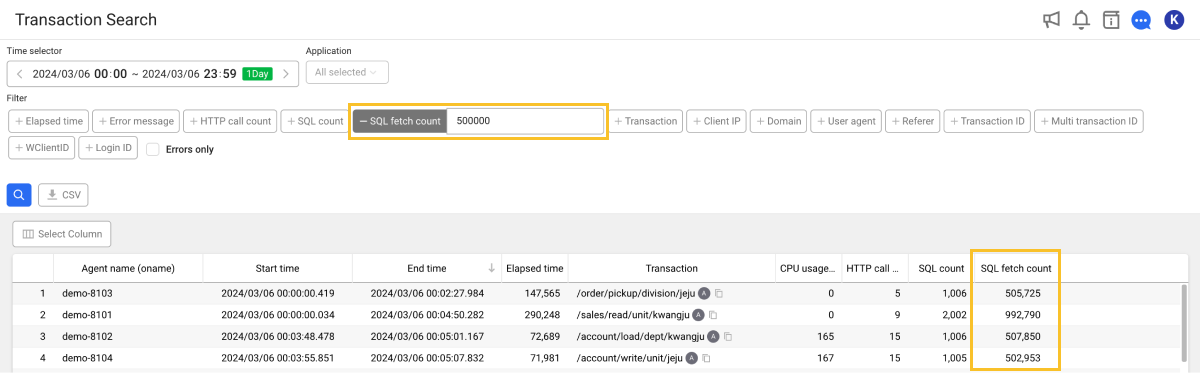 Transaction Search
K
Time selector
Application
2024/03/06 00:00 ~ 2024/03/06 23:59 1Day
All selected
Filter
+ Elapsed time
+ Error message
+ HTTP call count
+ SQL count
− SQL fetch count
500000
+ Transaction
+ Client IP
+ Domain
+ User agent
+ Referer
+ Transaction ID
+ Multi transaction ID
+ WClientID
+ Login ID
Errors only
CSV
Select Column
Agent name (oname) Start time End time Elapsed time Transaction CPU usage... HTTP call ... SQL count SQL fetch count
1 demo-8103 2024/03/06 00:00:00.419 2024/03/06 00:02:27.984 147,565 /order/pickup/division/jeju A 0 5 1,006 505,725
2 demo-8101 2024/03/06 00:00:00.034 2024/03/06 00:04:50.282 290,248 /sales/read/unit/kwangju A 0 9 2,002 992,790
3 demo-8102 2024/03/06 00:03:48.478 2024/03/06 00:05:01.167 72,689 /account/load/dept/kwangju A 165 15 1,006 507,850
4 demo-8104 2024/03/06 00:03:55.851 2024/03/06 00:05:07.832 71,981 /account/write/unit/jeju A 167 15 1,005 502,953